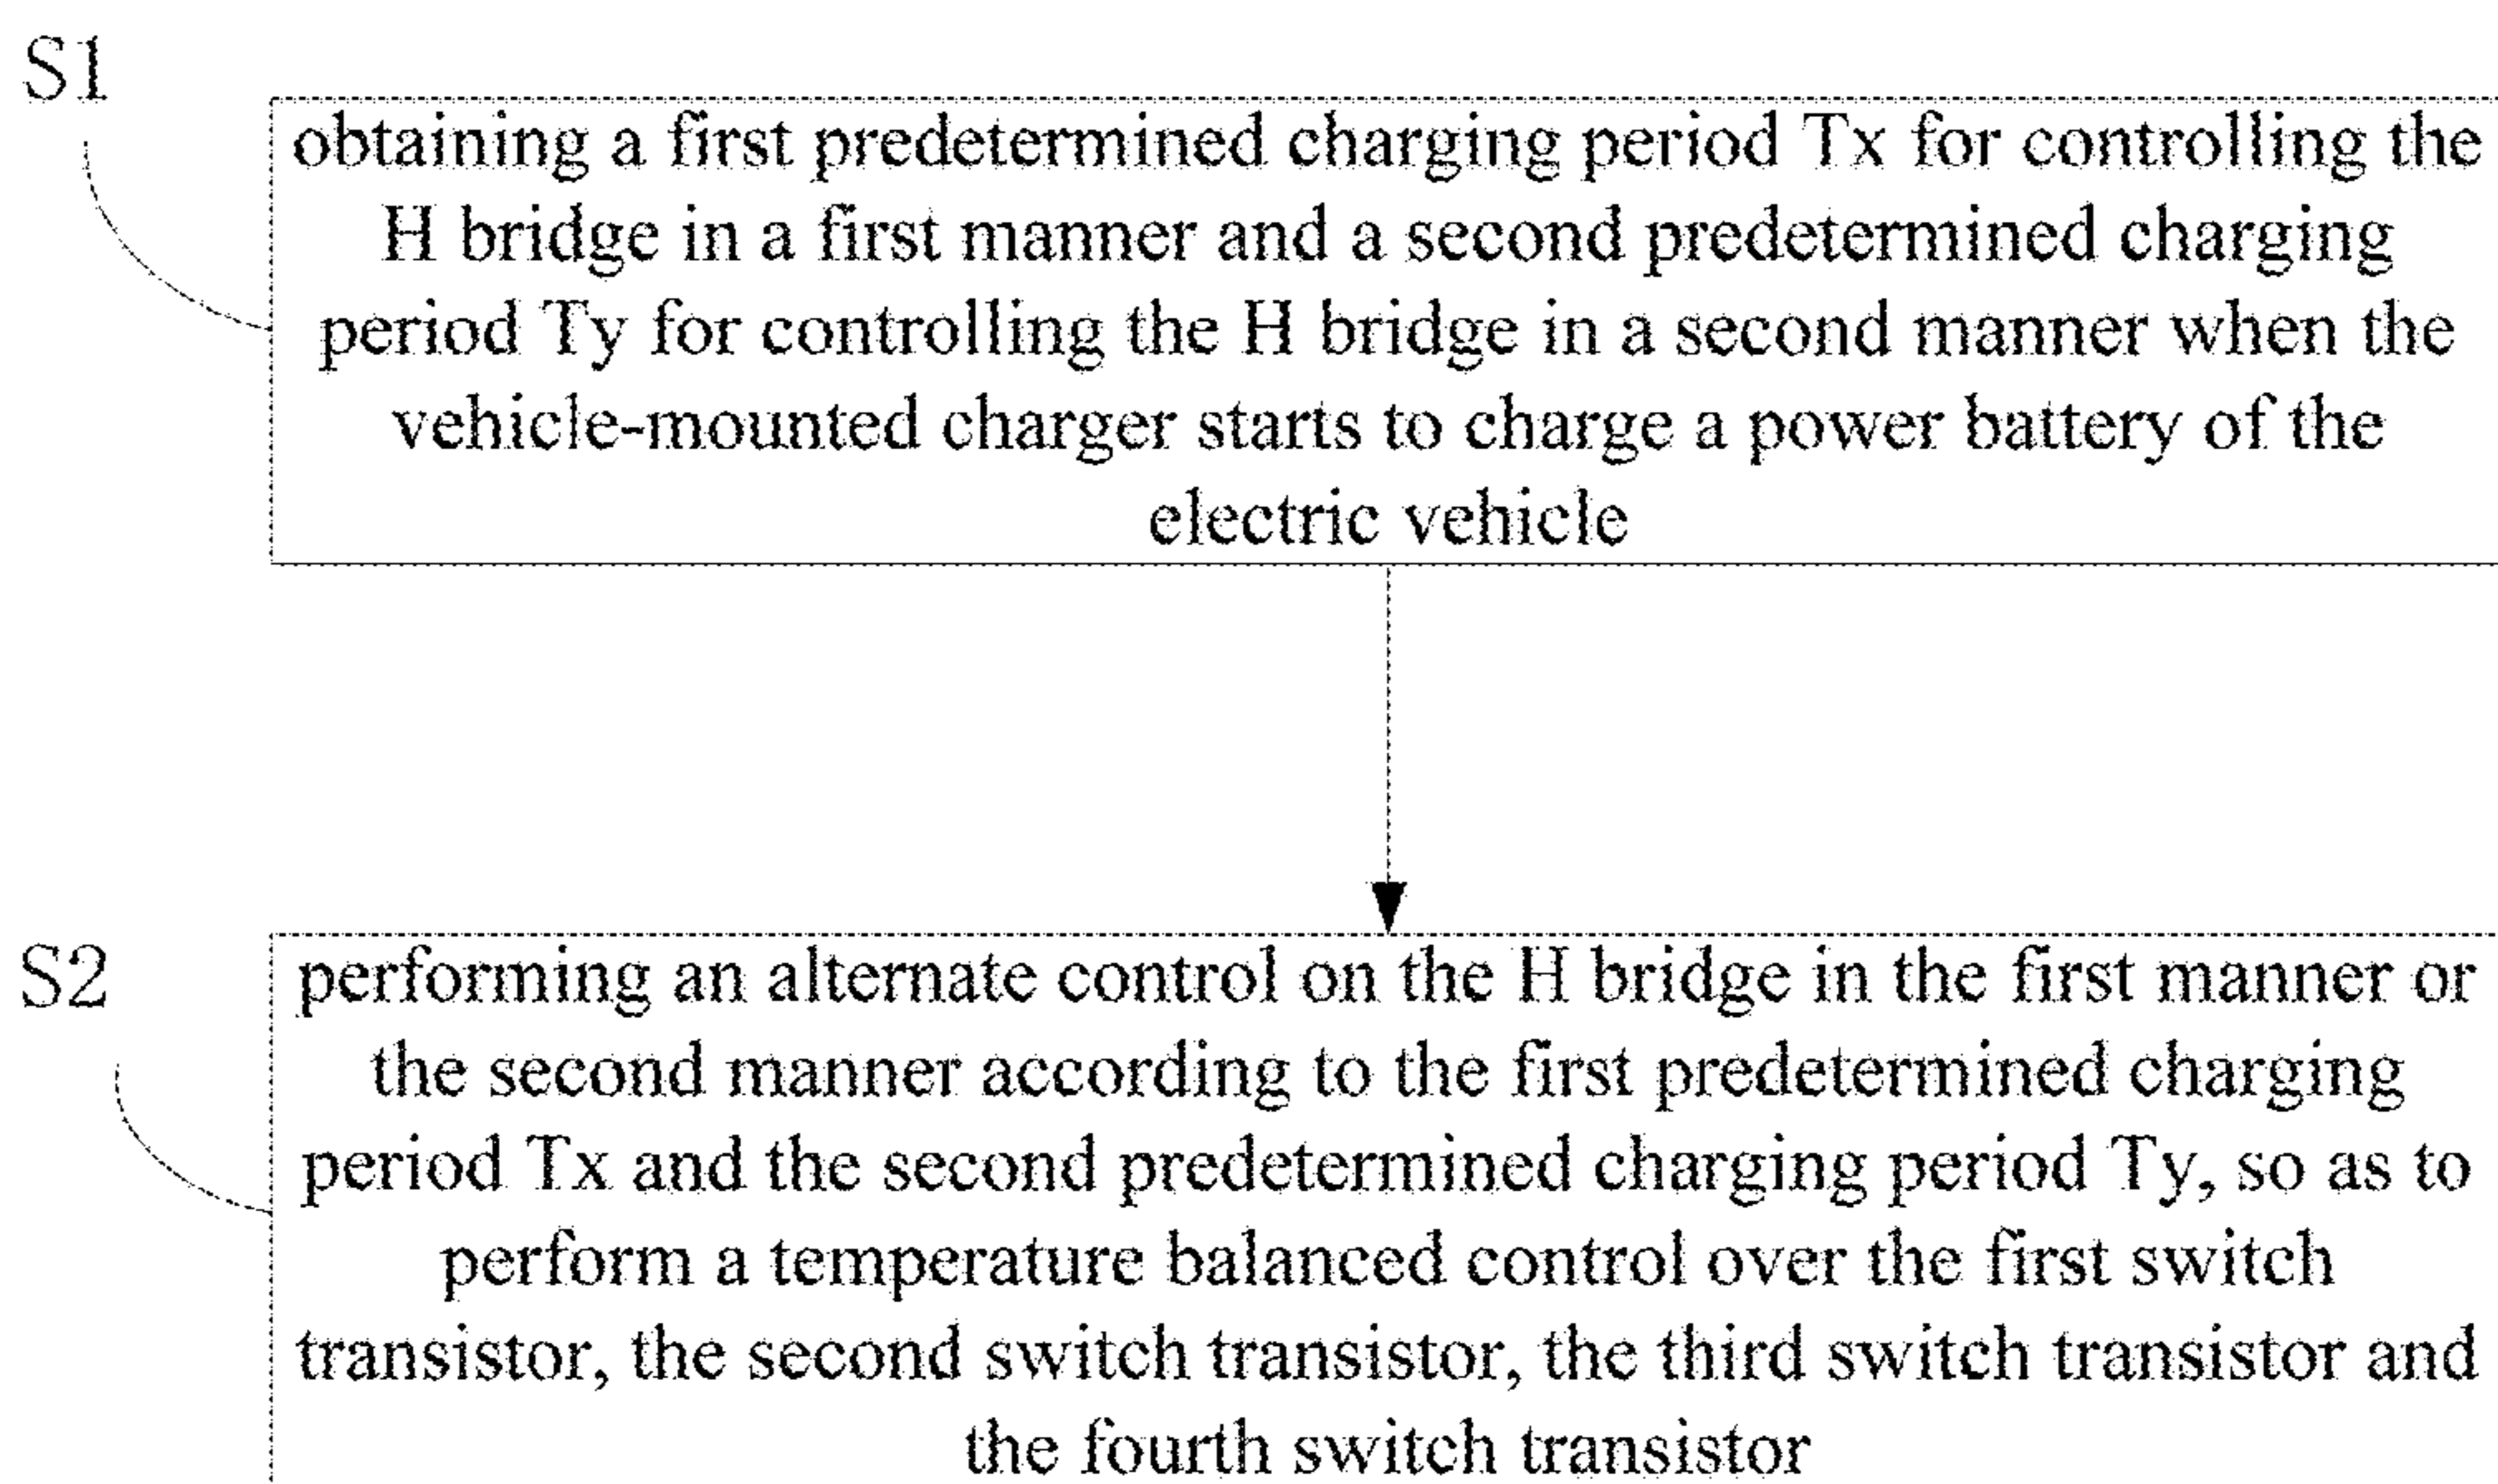 S1
obtaining a first predetermined charging period Tx for controlling the
H bridge in a first manner and a second predetermined charging
period Ty for controlling the H bridge in a second manner when the
vehicle-mounted charger starts to charge a power battery of the
electric vehicle
S2
performing an alternate control on the H bridge in the first manner or
the second manner according to the first predetermined charging
period Tx and the second predetermined charging period Ty, so as to
perform a temperature balanced control over the first switch
transistor, the second switch transistor, the third switch transistor and
the fourth switch transistor